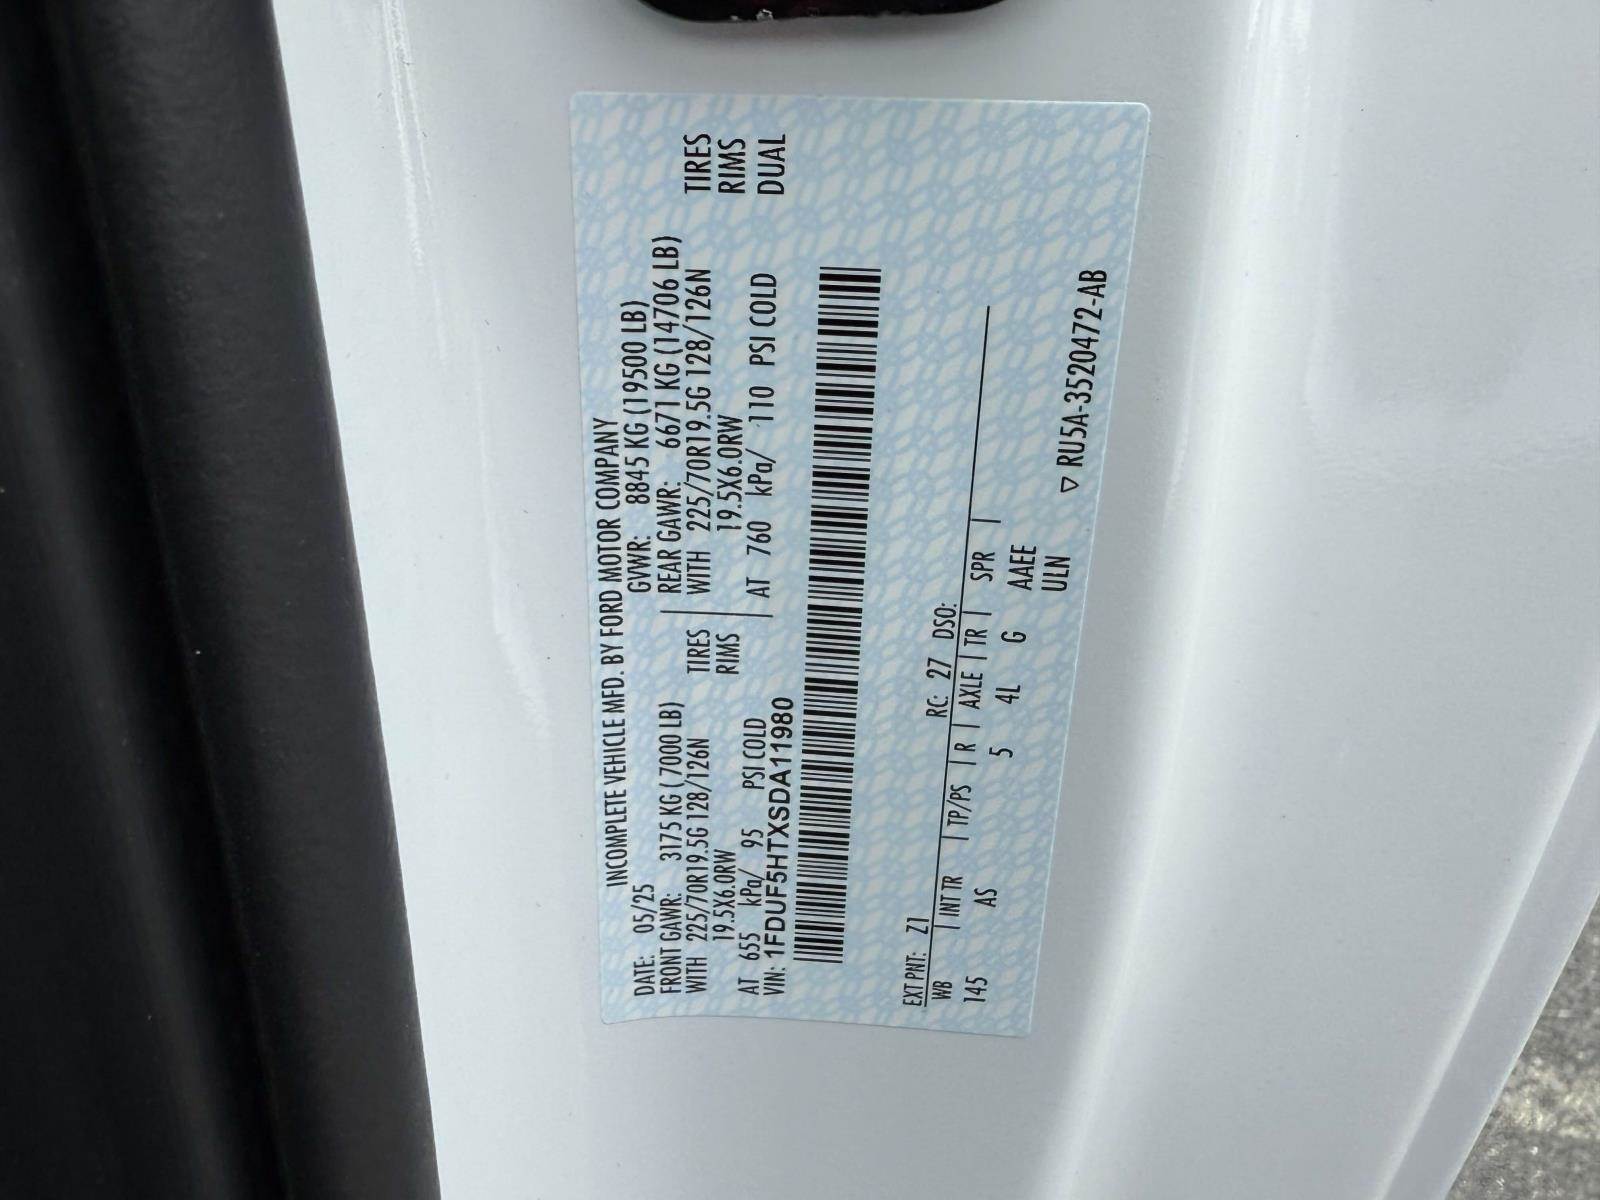 INCOMPLETE VEHICLE MFD. BY FORD MOTOR COMPANY
DATE: 05/25 GVWR: 8845 KG (19500 LB)
FRONT GAWR: 3175 KG (7000 LB) REAR GAWR: 6671 KG (14706 LB)
WITH 225/70R19.5G 128/126N TIRES WITH 225/70R19.5G 128/126N TIRES
19.5X6.0RW RIMS 19.5X6.0RW RIMS
AT 655 kPa/ 95 PSI COLD AT 760 kPa/ 110 PSI COLD DUAL
VIN: 1FDUF5HTXSDA11980
EXT PNT: Z1 RC: 27 DSO:
WB INT TR TP/PS R AXLE TR SPR
145 AS 5 4L G AAEE
ULN
▽ RU5A-3520472-AB